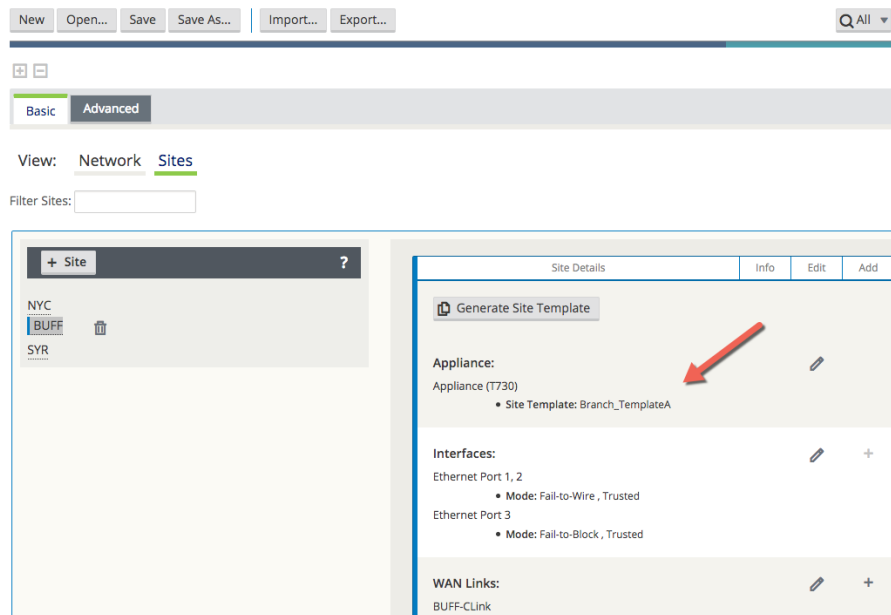 New Open... Save Save As... Import... Export... All
Basic Advanced
View: Network Sites
Filter Sites:
+ Site ?
NYC
BUFF
SYR
Site Details Info Edit Add
Generate Site Template
Appliance:
Appliance (T730)
• Site Template: Branch_TemplateA
Interfaces:
Ethernet Port 1, 2
• Mode: Fail-to-Wire , Trusted
Ethernet Port 3
• Mode: Fail-to-Block , Trusted
WAN Links:
BUFF-CLink